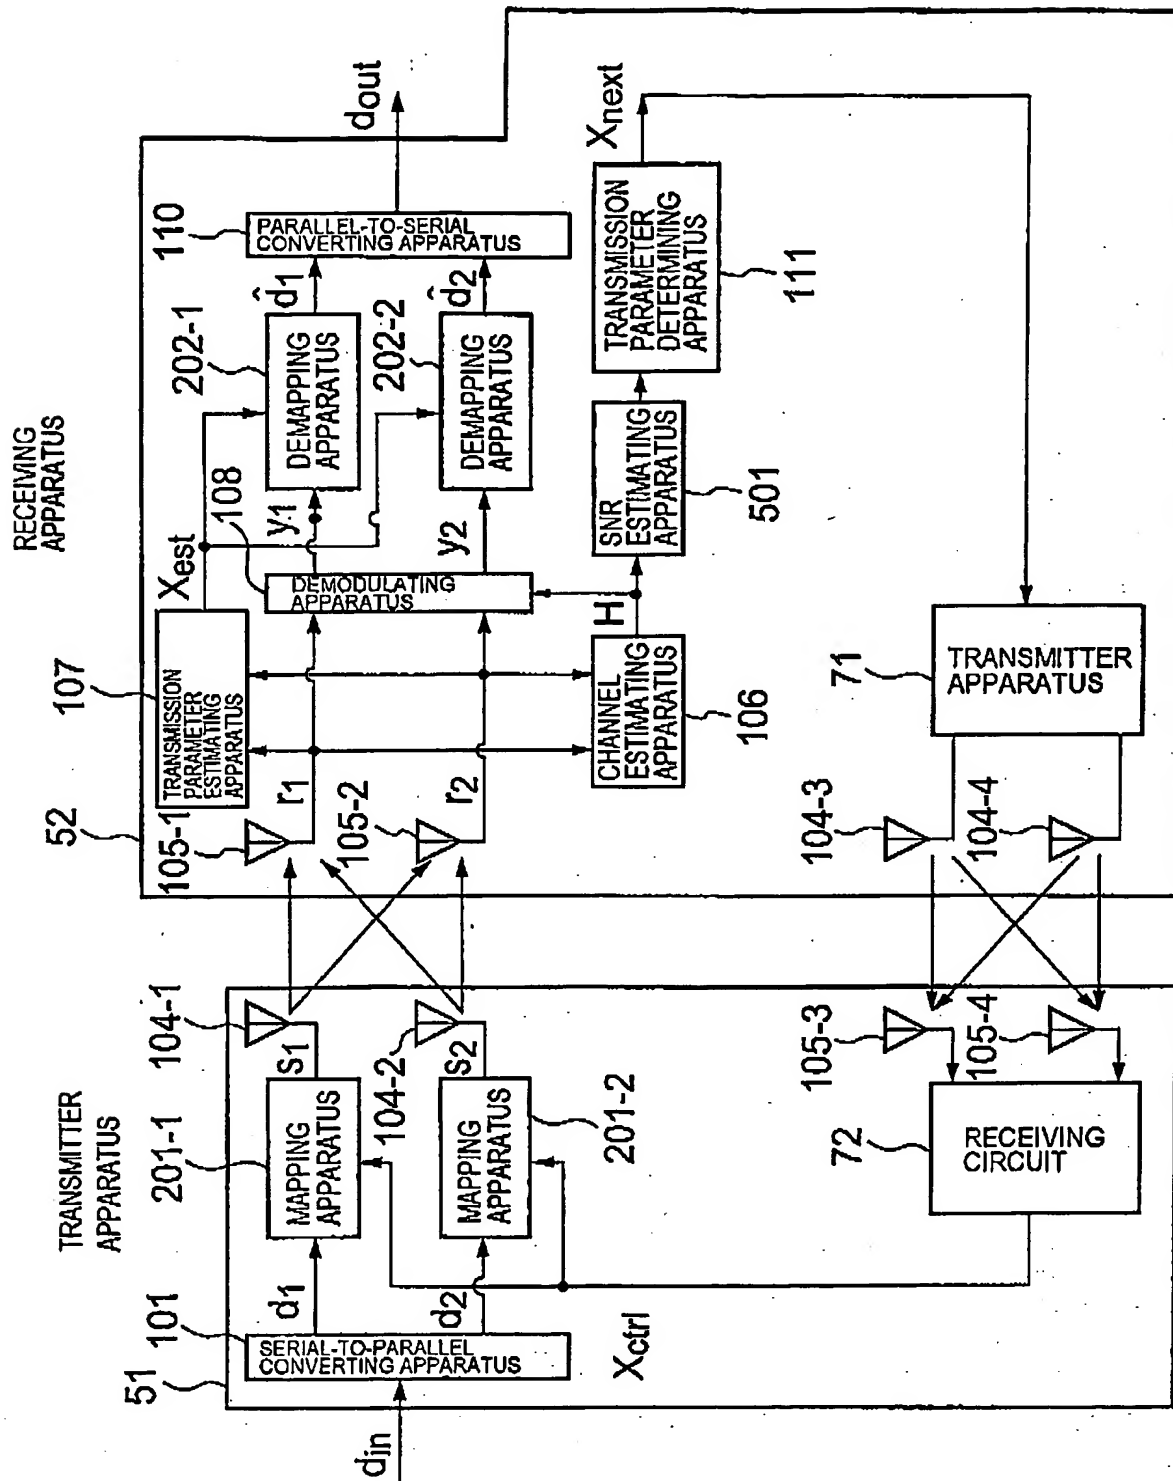 TRANSMITTER
APPARATUS
RECEIVING
APPARATUS
51
din
101
SERIAL-TO-PARALLEL
CONVERTING APPARATUS
d1
d2
Xctrl
201-1
MAPPING
APPARATUS
s1
104-1
MAPPING
APPARATUS
201-2
s2
104-2
72
RECEIVING
CIRCUIT
105-3
105-4
52
105-1
r1
105-2
r2
107
TRANSMISSION
PARAMETER
ESTIMATING
APPARATUS
Xest
CHANNEL
ESTIMATING
APPARATUS
106
H
108
DEMODULATING
APPARATUS
y1
y2
202-1
DEMAPPING
APPARATUS
d̂1
202-2
DEMAPPING
APPARATUS
d̂2
110
PARALLEL-TO-SERIAL
CONVERTING APPARATUS
dout
SNR
ESTIMATING
APPARATUS
501
TRANSMISSION
PARAMETER
DETERMINING
APPARATUS
111
Xnext
71
TRANSMITTER
APPARATUS
104-3
104-4